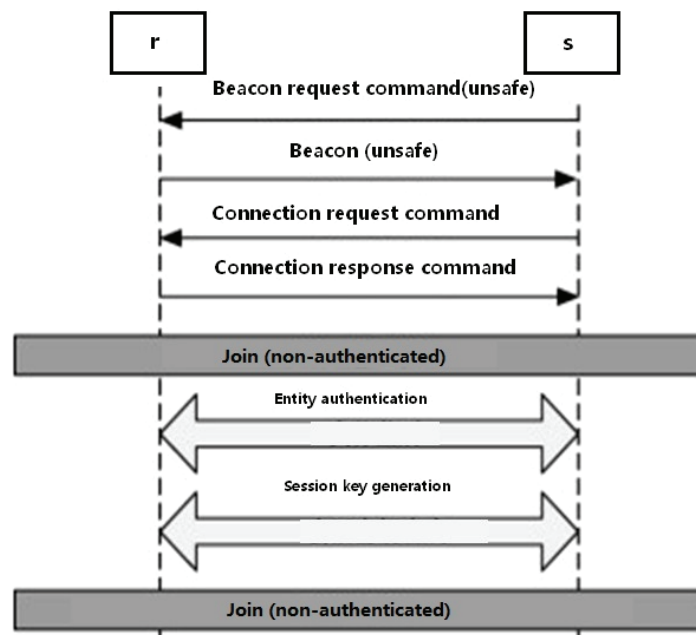 r
s
Beacon request command(unsafe)
Beacon (unsafe)
Connection request command
Connection response command
Join (non-authenticated)
Entity authentication
Session key generation
Join (non-authenticated)